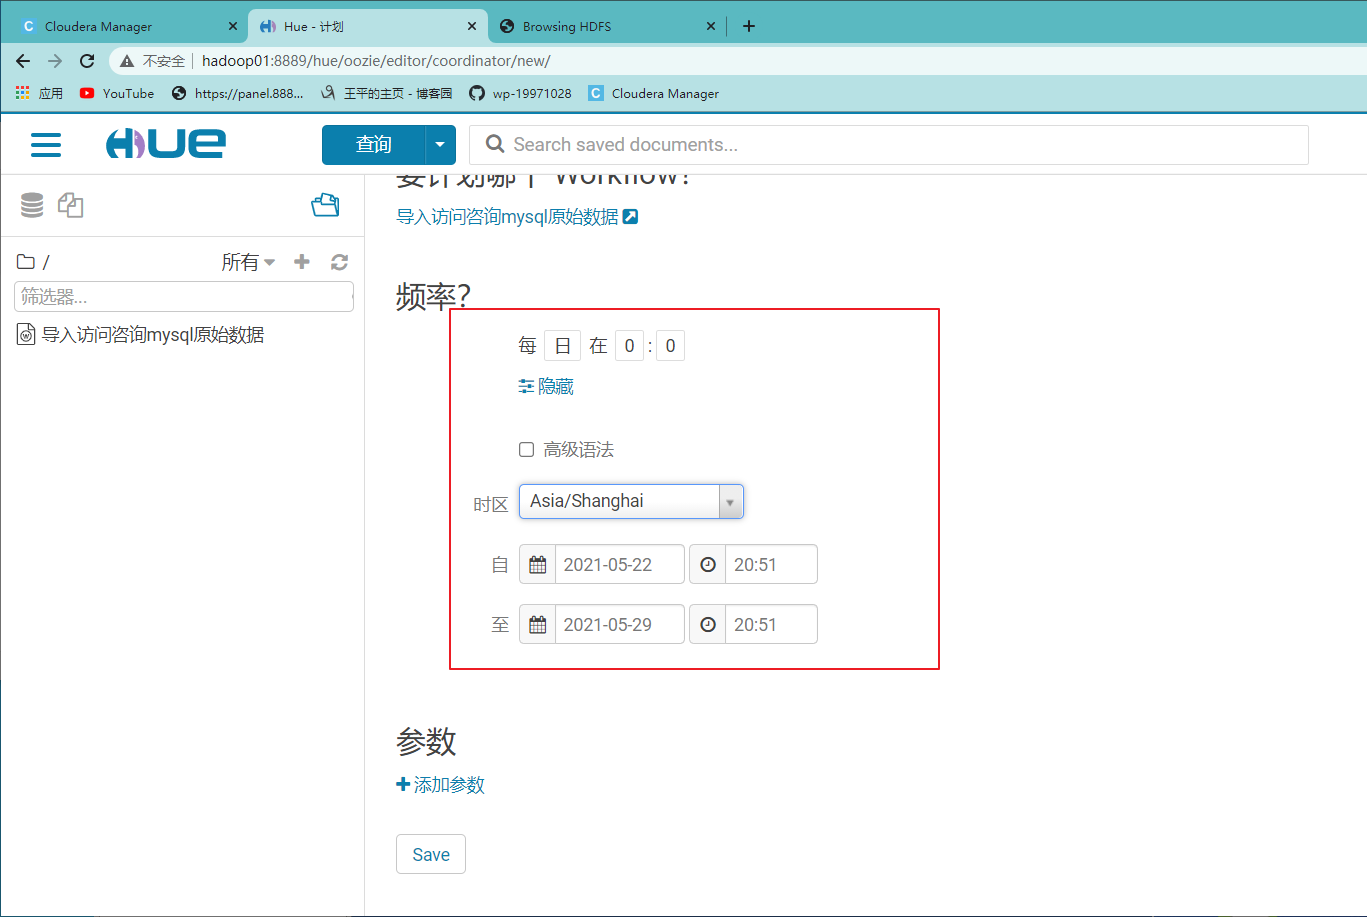 Cloudera Manager
Hue - 计划
Browsing HDFS
不安全
hadoop01:8889/hue/oozie/editor/coordinator/new/
应用
YouTube
https://panel.888...
王平的主页 - 博客园
wp-19971028
Cloudera Manager
HUE
查询
Search saved documents...
/
所有
筛选器...
导入访问咨询mysql原始数据
要计划哪个 Workflow?
导入访问咨询mysql原始数据
频率?
每 日 在 0 : 0
隐藏
高级语法
时区 Asia/Shanghai
自 2021-05-22 20:51
至 2021-05-29 20:51
参数
添加参数
Save